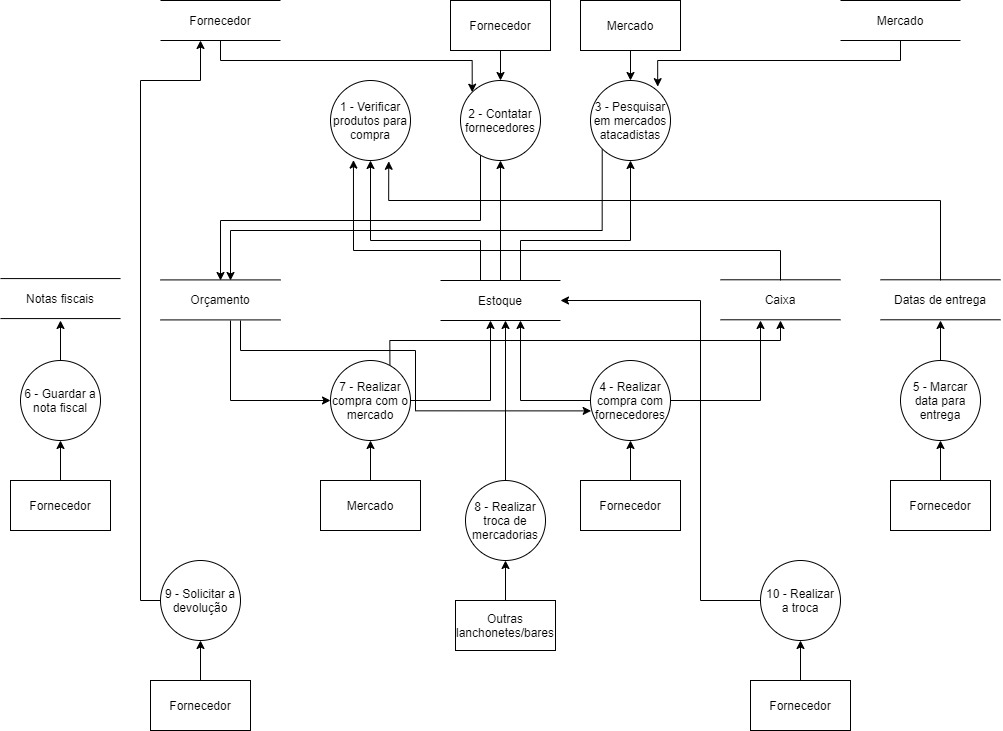 Fornecedor
Fornecedor
Mercado
Mercado
1 - Verificar
produtos para
compra
2 - Contatar
fornecedores
3 - Pesquisar
em mercados
atacadistas
Notas fiscais
Orçamento
Estoque
Caixa
Datas de entrega
6 - Guardar a
nota fiscal
7 - Realizar
compra com o
mercado
4 - Realizar
compra com
fornecedores
5 - Marcar
data para
entrega
Fornecedor
Mercado
8 - Realizar
troca de
mercadorias
Fornecedor
Fornecedor
9 - Solicitar a
devolução
Outras
lanchonetes/bares
10 - Realizar
a troca
Fornecedor
Fornecedor